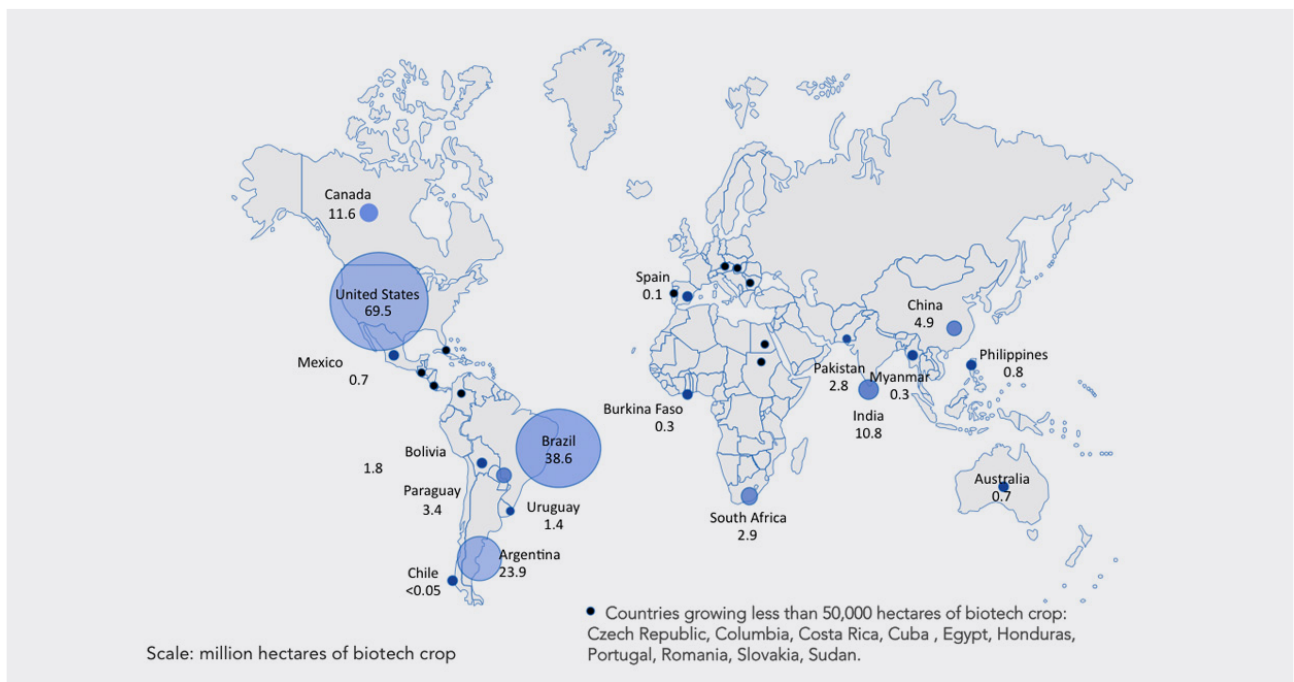 Canada
11.6
United States
69.5
Mexico
0.7
Spain
0.1
China
4.9
Philippines
0.8
Pakistan
2.8
Myanmar
0.3
India
10.8
Burkina Faso
0.3
Brazil
38.6
Bolivia
1.8
Paraguay
3.4
Uruguay
1.4
Australia
0.7
South Africa
2.9
Argentina
23.9
Chile
<0.05
Countries growing less than 50,000 hectares of biotech crop:
Czech Republic, Columbia, Costa Rica, Cuba , Egypt, Honduras,
Portugal, Romania, Slovakia, Sudan.
Scale: million hectares of biotech crop